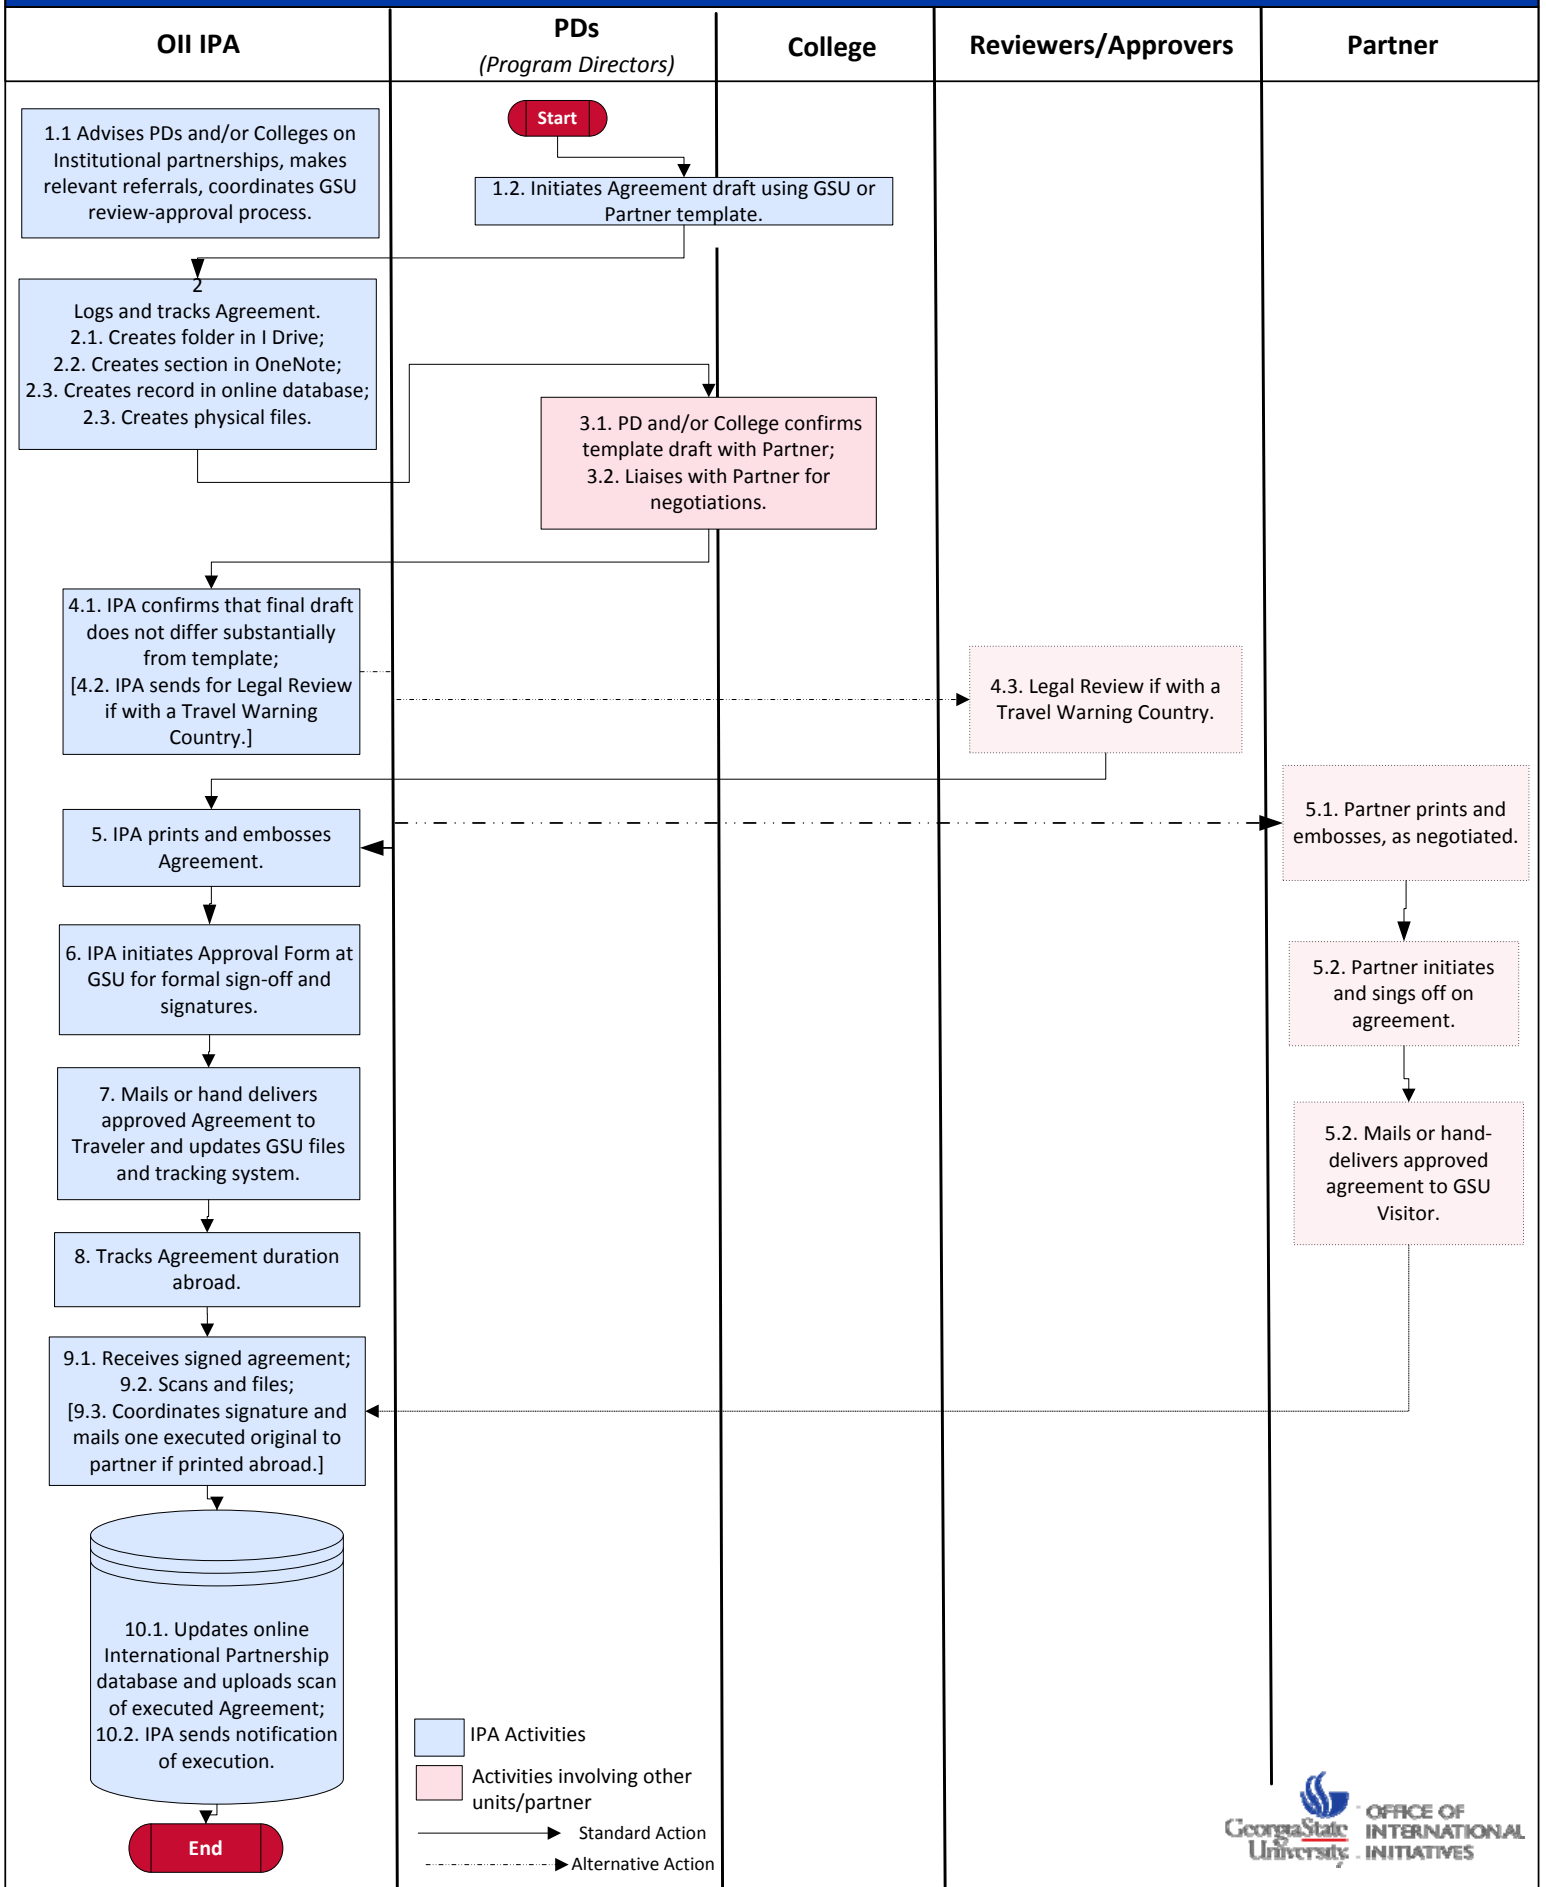 OII IPA
PDs
(Program Directors)
College
Reviewers/Approvers
Partner
Start
1.1 Advises PDs and/or Colleges on
Institutional partnerships, makes
relevant referrals, coordinates GSU
review-approval process.
1.2. Initiates Agreement draft using GSU or
Partner template.
2
Logs and tracks Agreement.
2.1. Creates folder in I Drive;
2.2. Creates section in OneNote;
2.3. Creates record in online database;
2.3. Creates physical files.
3.1. PD and/or College confirms
template draft with Partner;
3.2. Liaises with Partner for
negotiations.
4.1. IPA confirms that final draft
does not differ substantially
from template;
[4.2. IPA sends for Legal Review
if with a Travel Warning
Country.]
4.3. Legal Review if with a
Travel Warning Country.
5. IPA prints and embosses
Agreement.
5.1. Partner prints and
embosses, as negotiated.
6. IPA initiates Approval Form at
GSU for formal sign-off and
signatures.
5.2. Partner initiates
and sings off on
agreement.
7. Mails or hand delivers
approved Agreement to
Traveler and updates GSU files
and tracking system.
5.2. Mails or hand-
delivers approved
agreement to GSU
Visitor.
8. Tracks Agreement duration
abroad.
9.1. Receives signed agreement;
9.2. Scans and files;
[9.3. Coordinates signature and
mails one executed original to
partner if printed abroad.]
10.1. Updates online
International Partnership
database and uploads scan
of executed Agreement;
10.2. IPA sends notification
of execution.
End
IPA Activities
Activities involving other
units/partner
Standard Action
Alternative Action
GeorgiaState
University
OFFICE OF
INTERNATIONAL
INITIATIVES